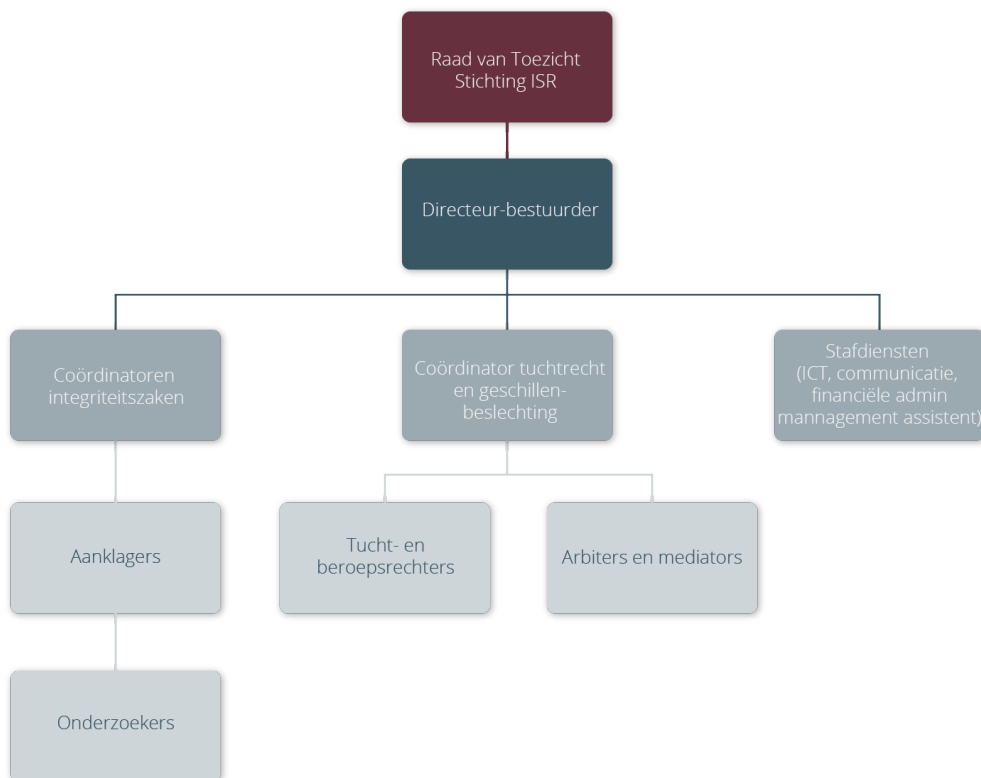 Raad van Toezicht
Stichting ISR
Directeur-bestuurder
Coördinatoren
integriteitszaken
Coördinator tuchtrecht
en geschillen-
beslechting
Stafdiensten
(ICT, communicatie,
financiële admin
mannagement assistent)
Aanklagers
Tucht- en
beroepsrechters
Arbiters en mediators
Onderzoekers